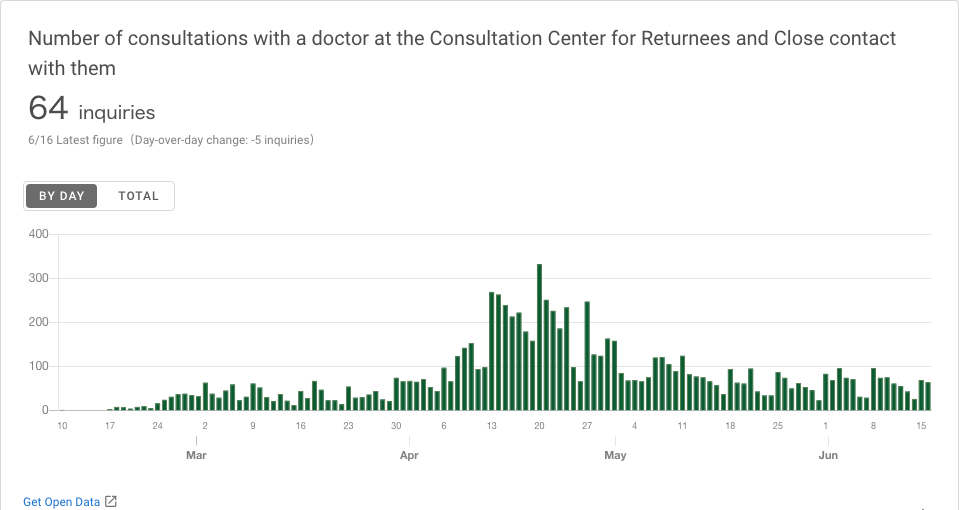 Number of consultations with a doctor at the Consultation Center for Returnees and Close contact
with them
64 inquiries
6/16 Latest figure（Day-over-day change: -5 inquiries）
BY DAY TOTAL
400
300
200
100
0
10 17 24 2 9 16 23 30 6 13 20 27 4 11 18 25 1 8 15
Mar Apr May Jun
Get Open Data